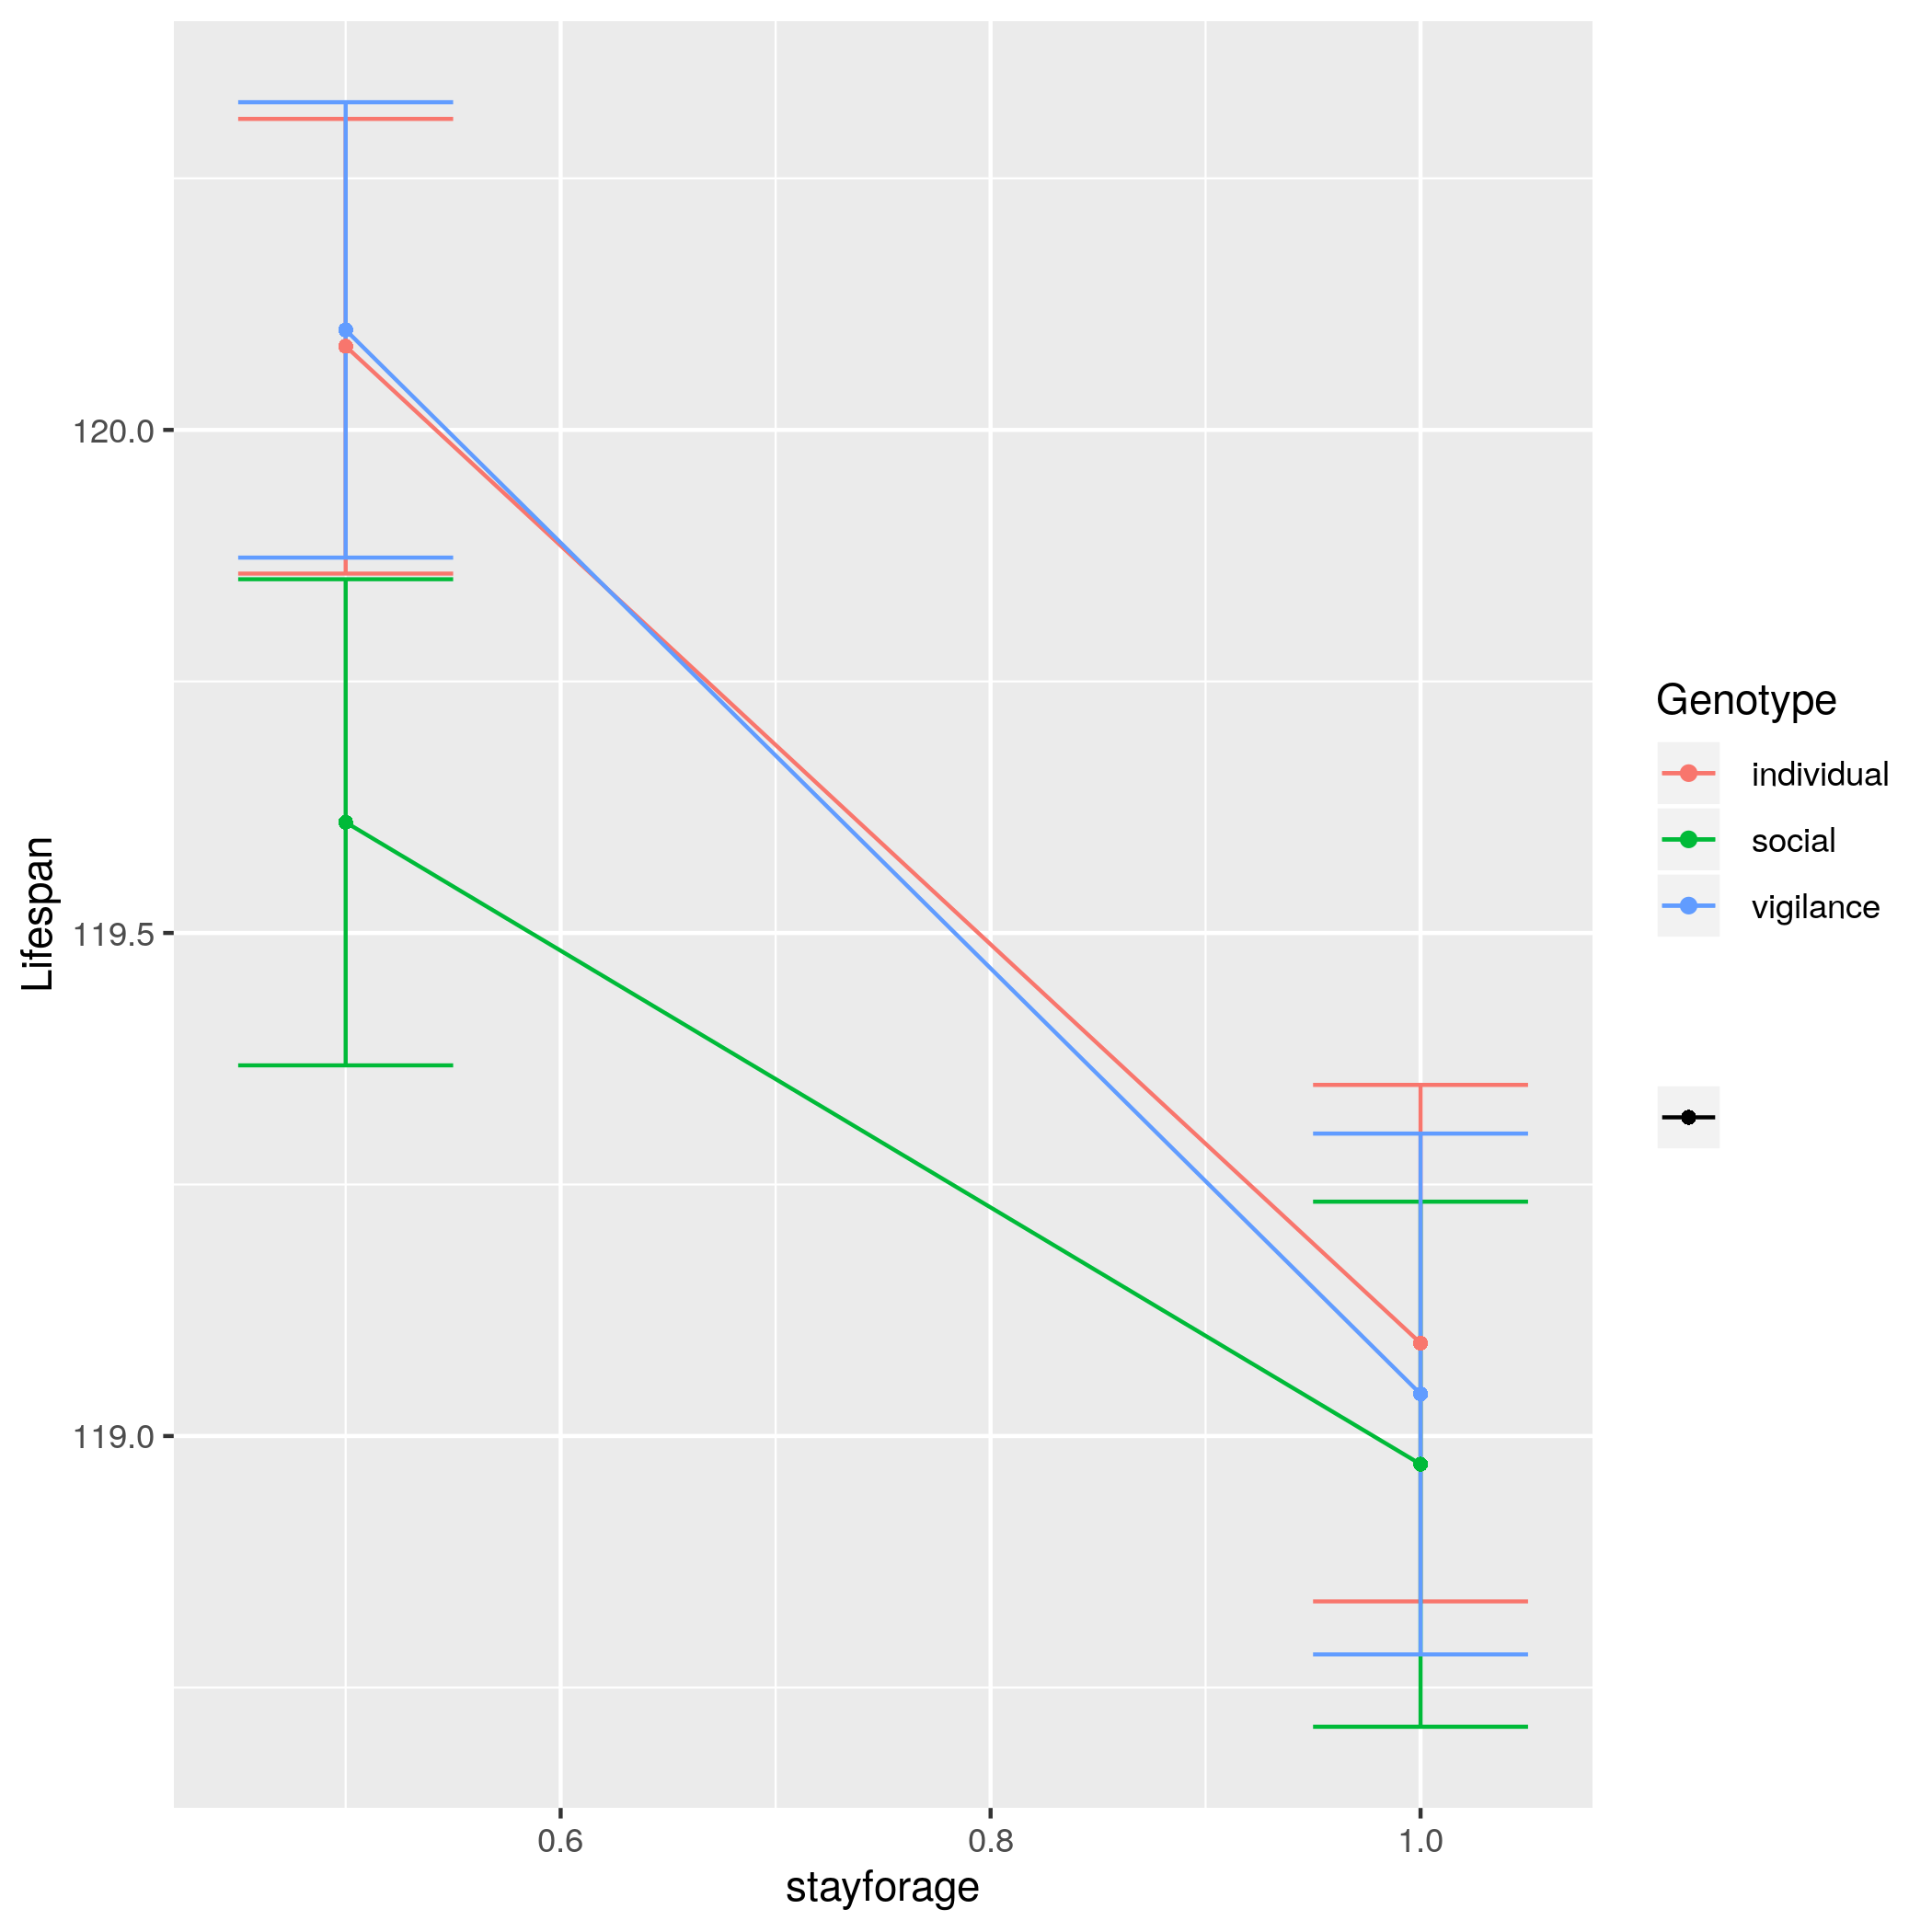 120.0
119.5
119.0
Lifespan
0.6 0.8 1.0
stayforage
Genotype
individual
social
vigilance